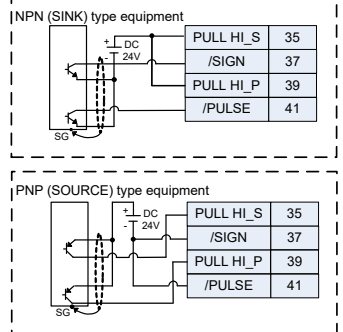 NPN (SINK) type equipment
+ DC
- 24V
PULL HI_S 35
/SIGN 37
PULL HI_P 39
/PULSE 41
SG
PNP (SOURCE) type equipment
+ DC
- 24V
PULL HI_S 35
/SIGN 37
PULL HI_P 39
/PULSE 41
SG